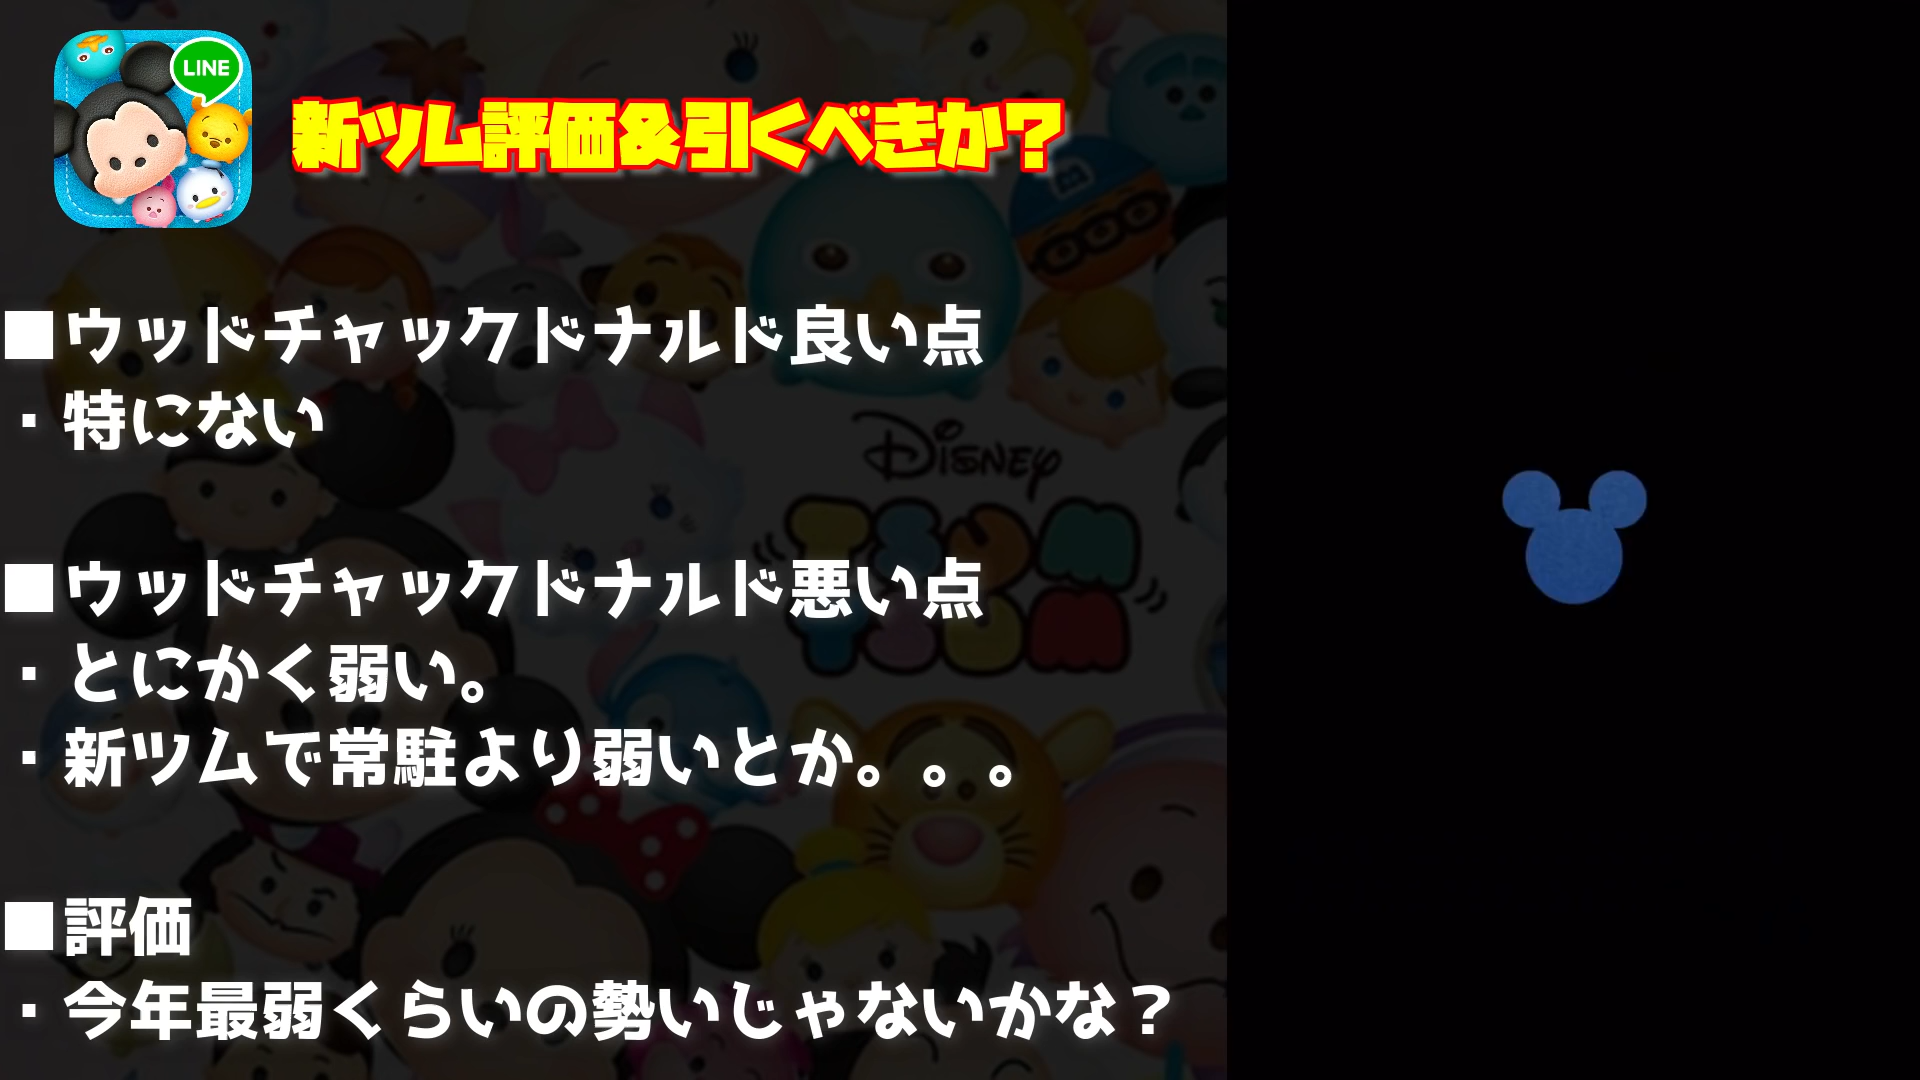 LINE
新ツム評価&引くべきか?
■ウッドチャックドナルド良い点
・特にない
Disney
TSUM
TSUM
■ウッドチャックドナルド悪い点
・とにかく弱い。
・新ツムで常駐より弱いとか。。。
■評価
・今年最弱くらいの勢いじゃないかな？